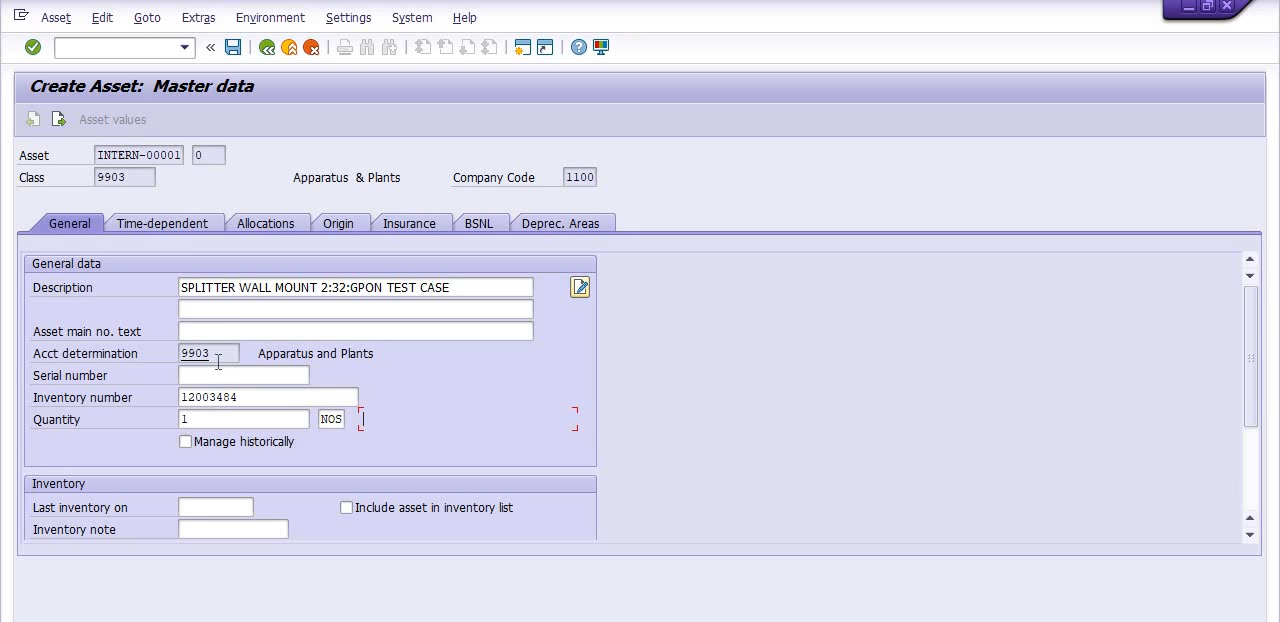 Asset Edit Goto Extras Environment Settings System Help
Create Asset: Master data
Asset values
Asset INTERN-00001 0
Class 9903 Apparatus & Plants Company Code 1100
General Time-dependent Allocations Origin Insurance BSNL Deprec. Areas
General data
Description SPLITTER WALL MOUNT 2:32:GPON TEST CASE
Asset main no. text
Acct determination 9903 Apparatus and Plants
Serial number
Inventory number 12003484
Quantity 1 NOS
Manage historically
Inventory
Last inventory on Include asset in inventory list
Inventory note